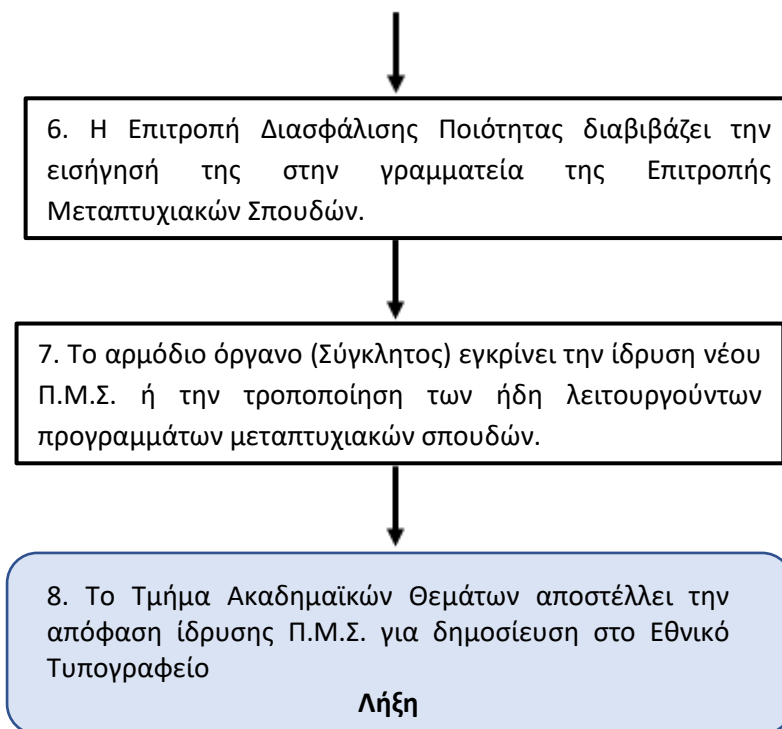 6. Η Επιτροπή Διασφάλισης Ποιότητας διαβιβάζει την
εισήγησή της στην γραμματεία της Επιτροπής
Μεταπτυχιακών Σπουδών.
7. Το αρμόδιο όργανο (Σύγκλητος) εγκρίνει την ίδρυση νέου
Π.Μ.Σ. ή την τροποποίηση των ήδη λειτουργούντων
προγραμμάτων μεταπτυχιακών σπουδών.
8. Το Τμήμα Ακαδημαϊκών Θεμάτων αποστέλλει την
απόφαση ίδρυσης Π.Μ.Σ. για δημοσίευση στο Εθνικό
Τυπογραφείο
Λήξη